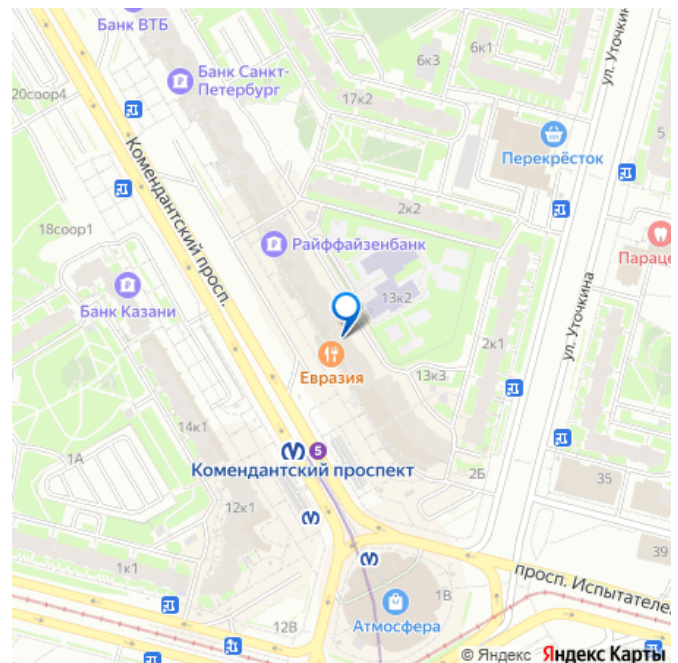 Банк ВТБ
6к3
6к1
ул. Уточкина
Банк Санкт-
Петербург
17к2
20соор4
5
Перекрёсток
Комендантский просп.
2к2
18соор1
Райффайзенбанк
Параце
Банк Казани
13к2
ул. Уточкина
2к1
Евразия
13к3
14к1
5
1А
Комендантский проспект
2Б
35
12к1
39
1к1
просп. Испытателе
1В
12В
Атмосфера
© Яндекс Яндекс Карты